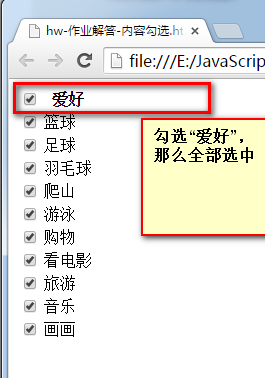 hw-作业解答-内容勾选.ht
file:///E:/JavaScrip
爱好
篮球
足球
羽毛球
爬山
游泳
购物
看电影
旅游
音乐
画画
勾选“爱好”，
那么全部选中